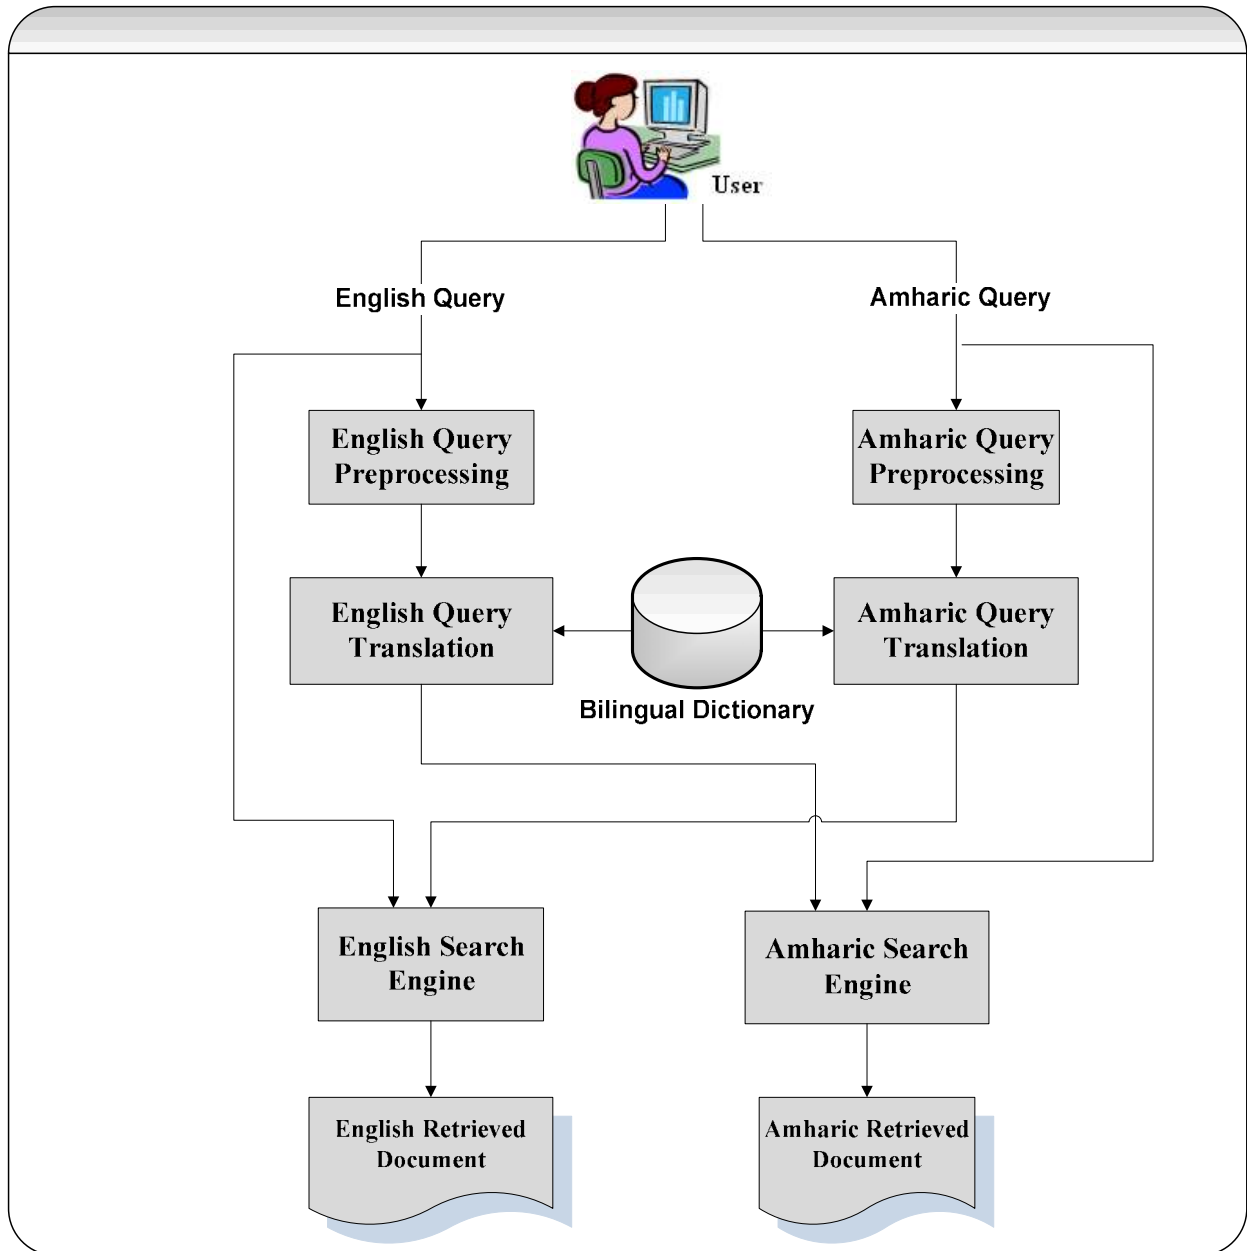 User
English Query
Amharic Query
English Query
Preprocessing
Amharic Query
Preprocessing
English Query
Translation
Amharic Query
Translation
Bilingual Dictionary
English Search
Engine
Amharic Search
Engine
English Retrieved
Document
Amharic Retrieved
Document